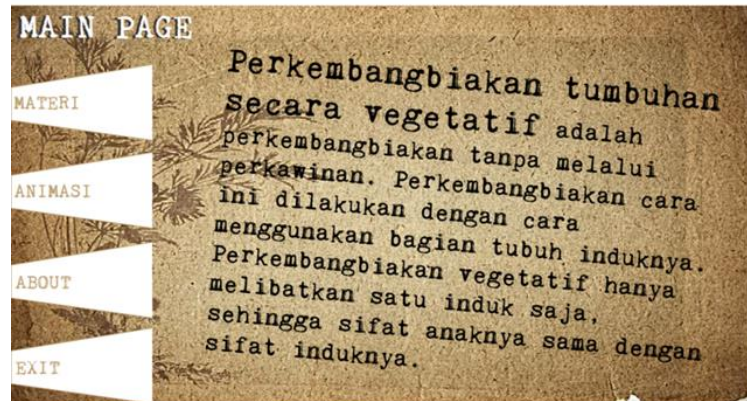 MAIN PAGE
MATERI
ANIMASI
ABOUT
EXIT
Perkembangbiakan tumbuhan
secara vegetatif adalah
perkembangbiakan tanpa melalui
perkawinan. Perkembangbiakan cara
ini dilakukan dengan cara
menggunakan bagian tubuh induknya.
Perkembangbiakan vegetatif hanya
melibatkan satu induk saja,
sehingga sifat anaknya sama dengan
sifat induknya.